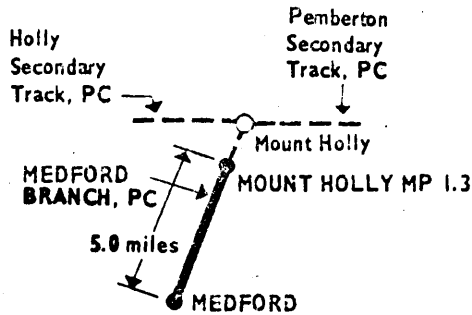 Holly
Secondary
Track, PC
Pemberton
Secondary
Track, PC
Mount Holly
MEDFORD
BRANCH, PC
MOUNT HOLLY MP 1.3
5.0 miles
MEDFORD